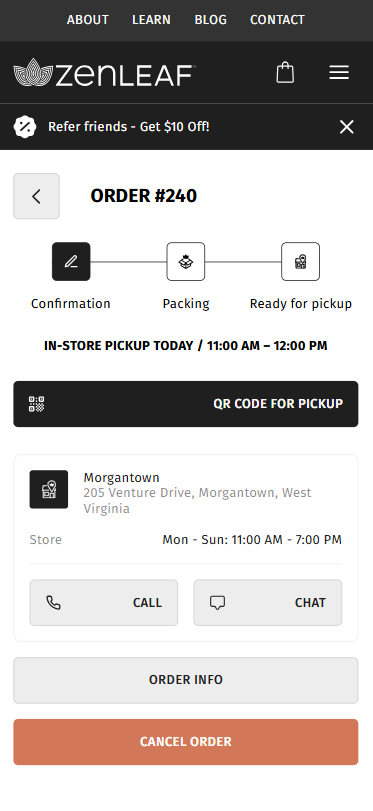 ABOUT LEARN BLOG CONTACT
zenLEAF
Refer friends - Get $10 Off!
ORDER #240
Confirmation Packing Ready for pickup
IN-STORE PICKUP TODAY / 11:00 AM – 12:00 PM
QR CODE FOR PICKUP
Morgantown
205 Venture Drive, Morgantown, West
Virginia
Store Mon - Sun: 11:00 AM - 7:00 PM
CALL CHAT
ORDER INFO
CANCEL ORDER